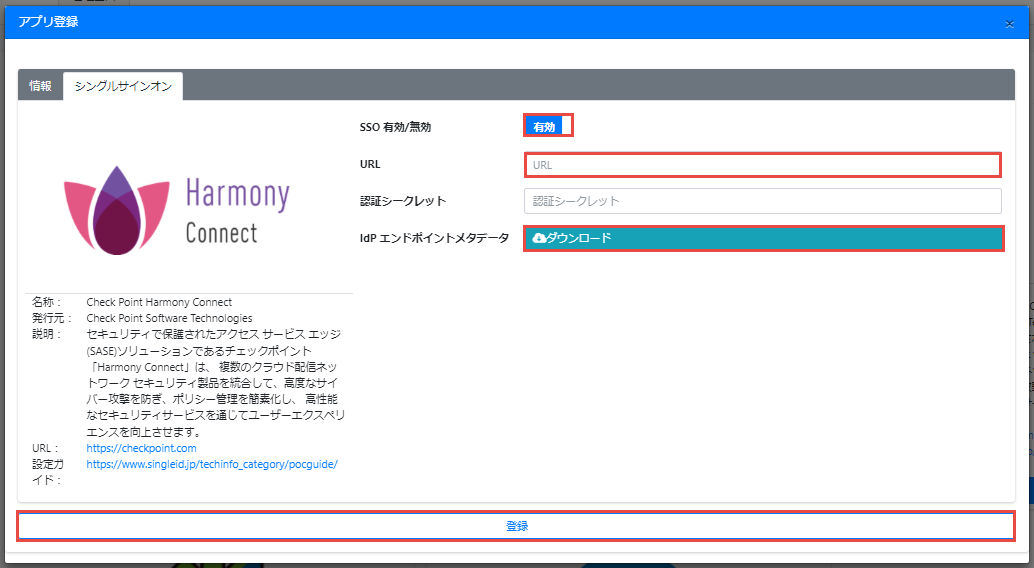 アプリ登録
×
情報
シングルサインオン
SSO 有効/無効
有効
URL
URL
認証シークレット
認証シークレット
IdP エンドポイントメタデータ
ダウンロード
Harmony
Connect
名称： Check Point Harmony Connect
発行元： Check Point Software Technologies
説明： セキュリティで保護されたアクセス サービス エッジ
(SASE)ソリューションであるチェックポイント
「Harmony Connect」は、 複数のクラウド配信ネッ
トワーク セキュリティ製品を統合して、高度なサイ
バー攻撃を防ぎ、ポリシー管理を簡素化し、 高性能
なセキュリティサービスを通じてユーザーエクスペリ
エンスを向上させます。
URL： https://checkpoint.com
設定ガ https://www.singleid.jp/techinfo_category/pocguide/
イド：
登録